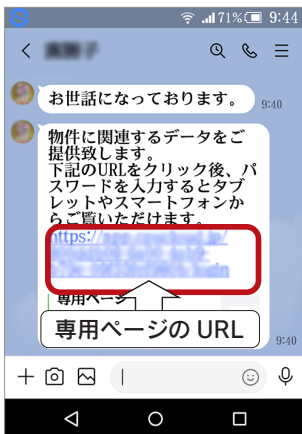 71% 9:44
お世話になっております。
9:40
物件に関連するデータをご
提供致します。
下記のURLをクリック後、パ
スワードを入力するとタブ
レットやスマートフォンか
らご覧いただけます。
https://
専用ページ
専用ページの URL
9:40